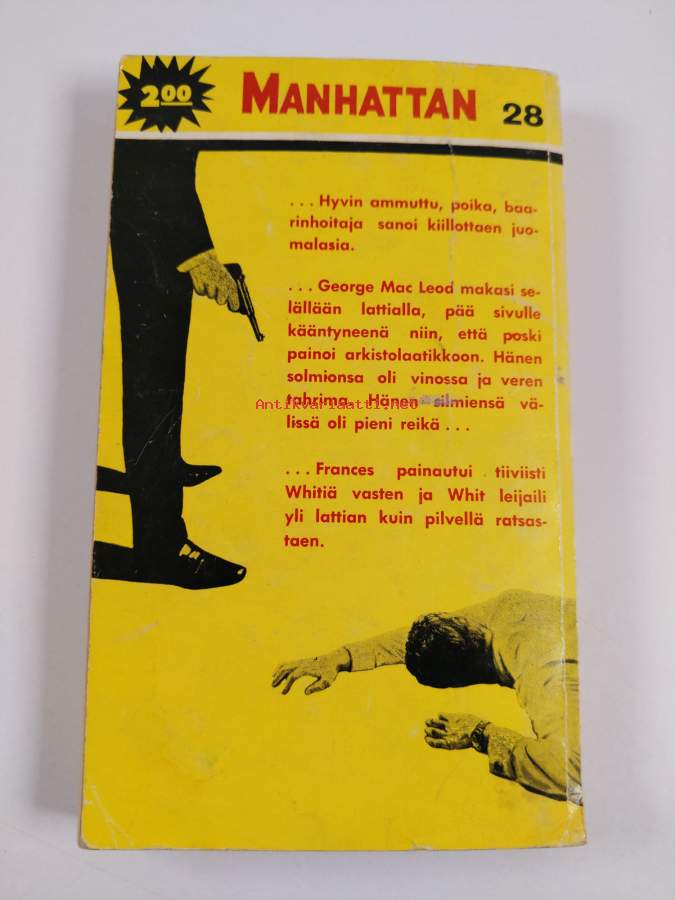 2.00 MANHATTAN 28
... Hyvin ammuttu, poika, baa-
rinhoitaja sanoi kiillottaen juo-
malasia.
... George Mac Leod makasi se-
lällään lattialla, pää sivulle
kääntyneenä niin, että poski
painoi arkistolaatikkoon. Hänen
solmionsa oli vinossa ja veren
tahrima. Hänen silmiensä vä-
Antikvariaatti.net
lissä oli pieni reikä ...
... Frances painautui tiiviisti
Whitiä vasten ja Whit leijaili
yli lattian kuin pilvellä ratsas-
taen.